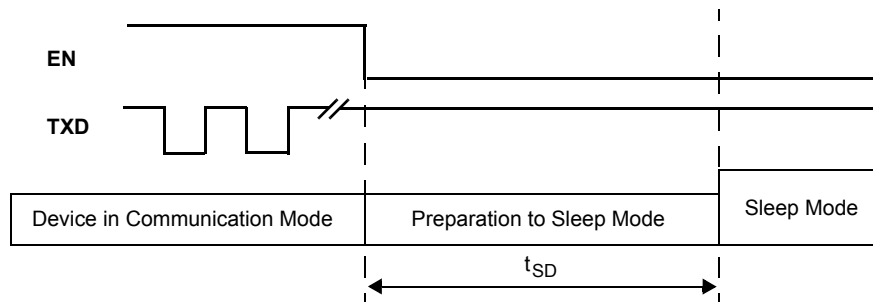 EN
TXD
Device in Communication Mode
Preparation to Sleep Mode
Sleep Mode
tSD